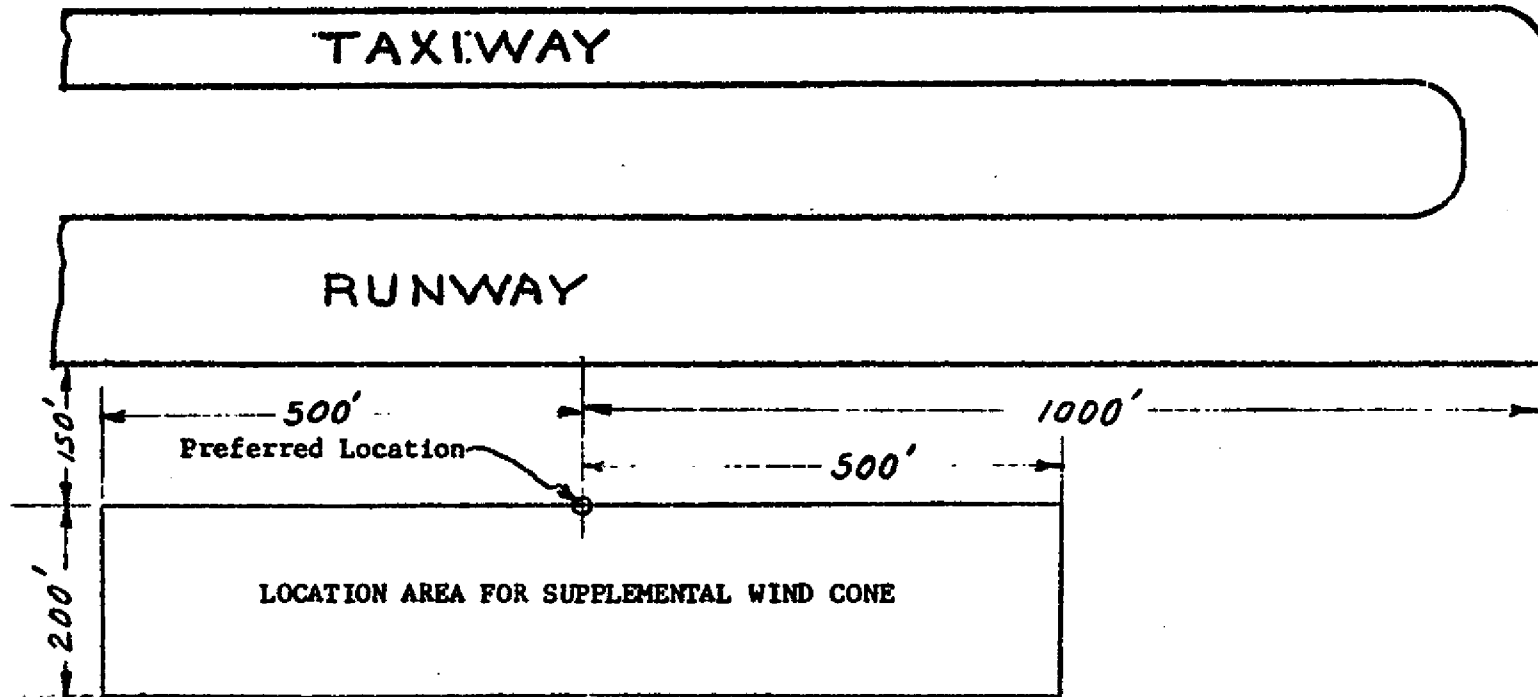 TAXIWAY
RUNWAY
500'
1000'
150'
Preferred Location
500'
200'
LOCATION AREA FOR SUPPLEMENTAL WIND CONE